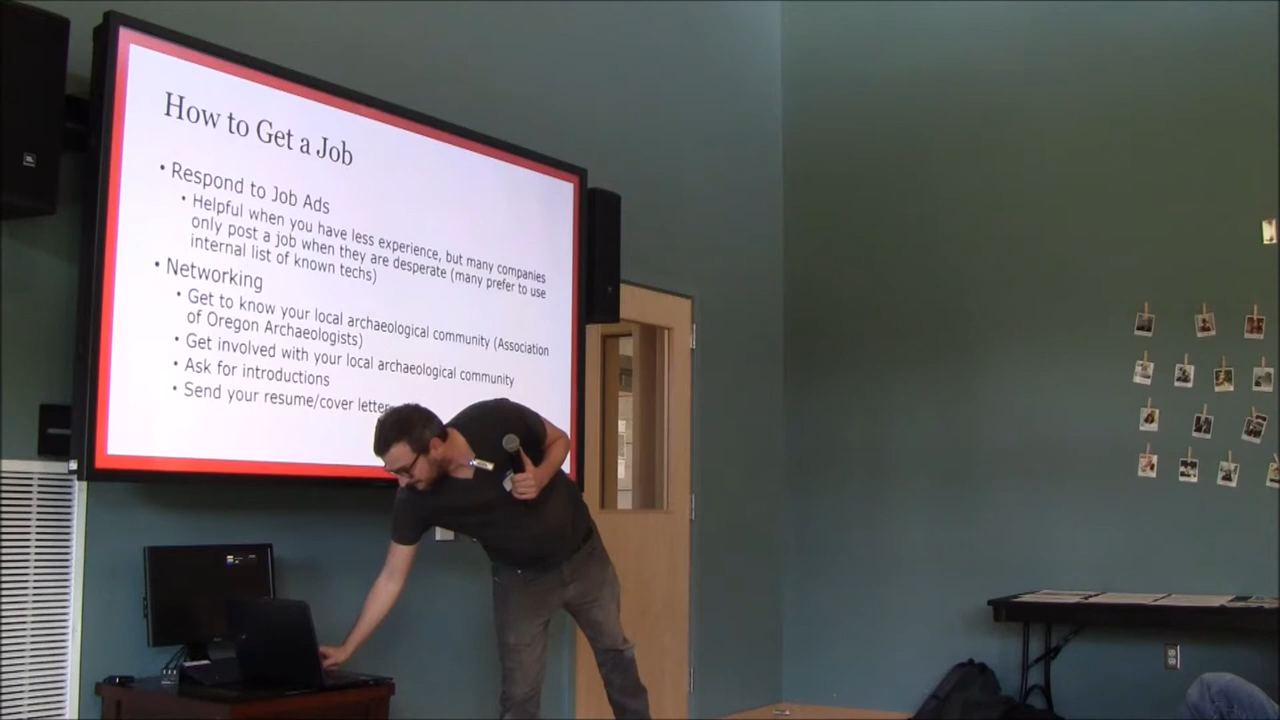 How to Get a Job
• Respond to Job Ads
• Helpful when you have less experience, but many companies
only post a job when they are desperate (many prefer to use
internal list of known techs)
• Networking
• Get to know your local archaeological community (Association
of Oregon Archaeologists)
• Get involved with your local archaeological community
• Ask for introductions
• Send your resume/cover letter
JBL